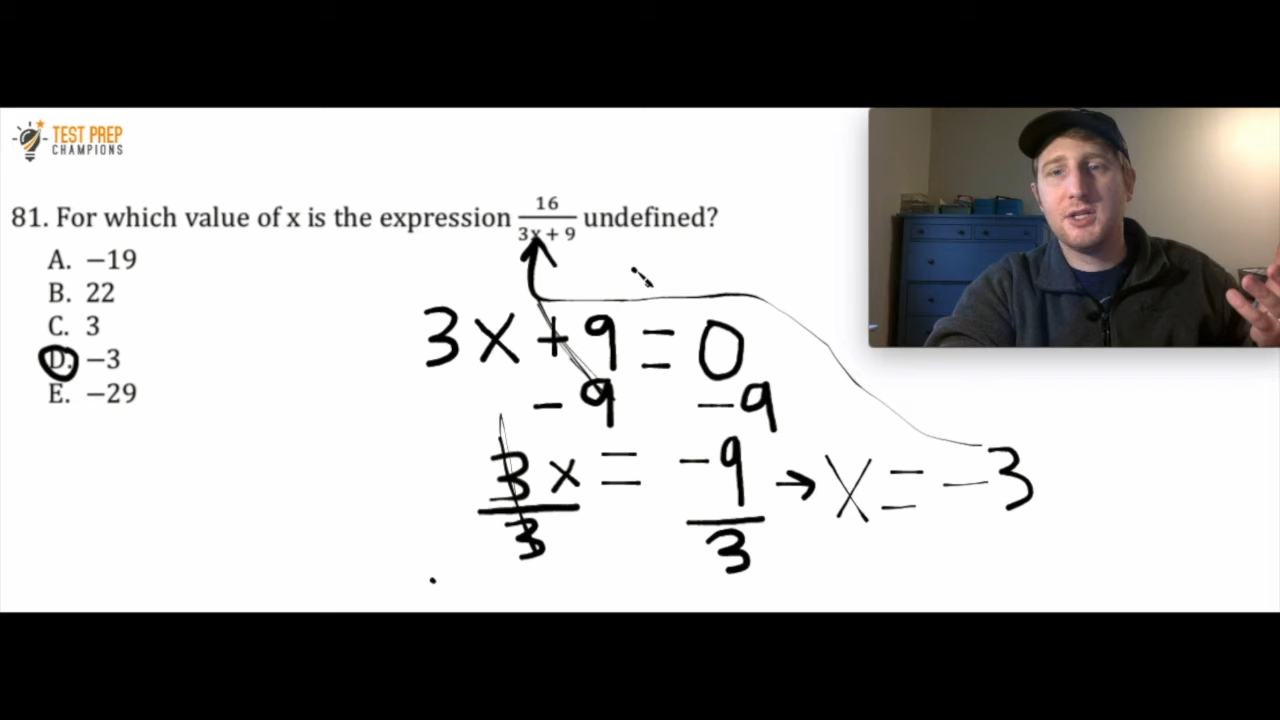 TEST PREP
CHAMPIONS
81. For which value of x is the expression 16/(3x + 9) undefined?
A. −19
B. 22
C. 3
D. −3
E. −29
3x + 9 = 0
- 9 - 9
3x = -9 → x = -3
3 3